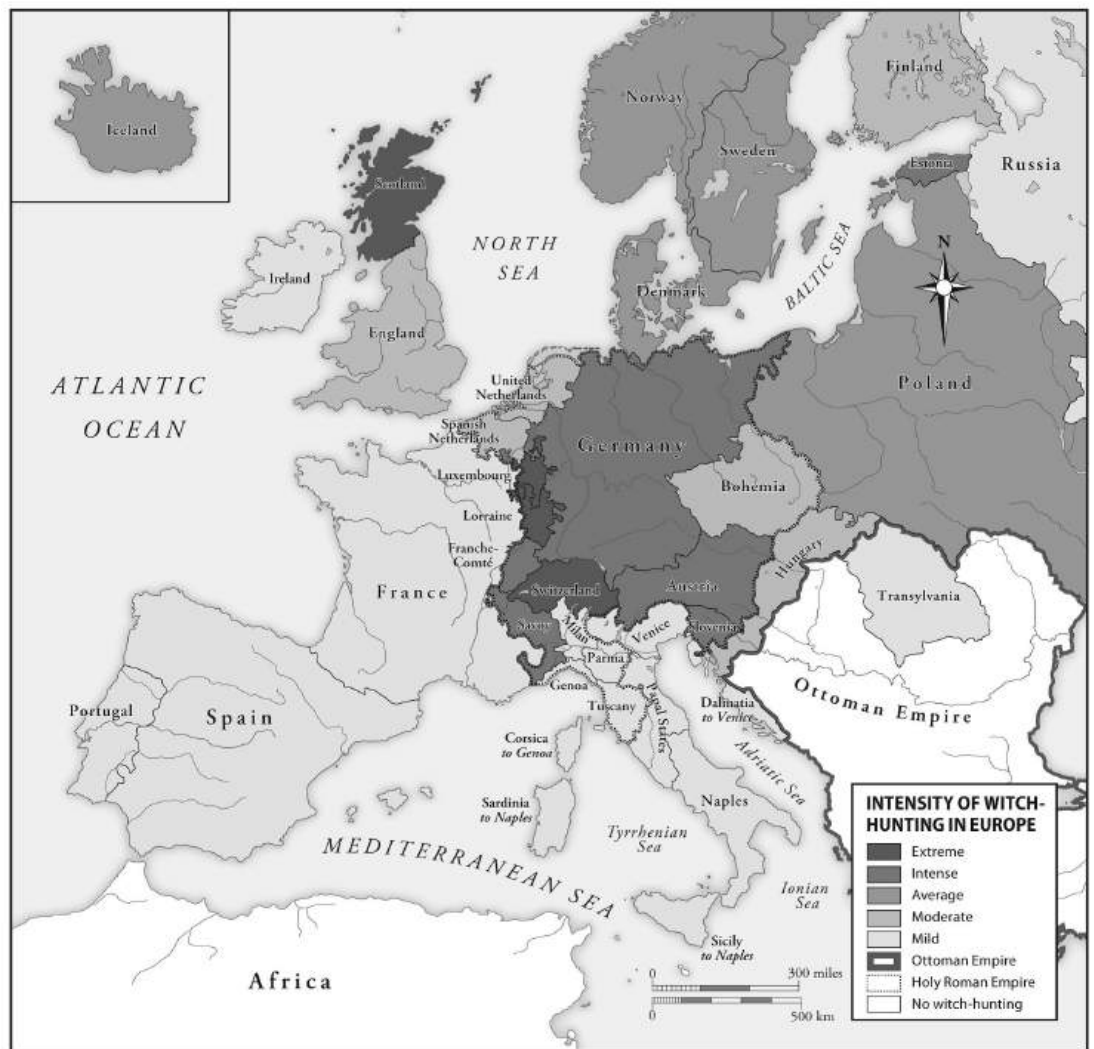 Iceland
Norway
Finland
Sweden
Estonia
Russia
Scotland
NORTH
SEA
BALTIC SEA
N
Ireland
Denmark
England
ATLANTIC
OCEAN
United
Netherlands
Poland
Spanish
Netherlands
Germany
Luxembourg
Bohemia
Lorraine
Franche-
Comté
Hungary
France
Switzerland
Austria
Transylvania
Savoy
Milan
Venice
Slovenia
Parma
Genoa
Ottoman Empire
Portugal
Spain
Tuscany
Papal States
Dalmatia
to Venice
Corsica
to Genoa
Adriatic Sea
Sardinia
to Naples
Naples
Tyrrhenian
Sea
MEDITERRANEAN SEA
Ionian
Sea
Sicily
to Naples
Africa
0 300 miles
0 500 km
INTENSITY OF WITCH-
HUNTING IN EUROPE
Extreme
Intense
Average
Moderate
Mild
Ottoman Empire
Holy Roman Empire
No witch-hunting